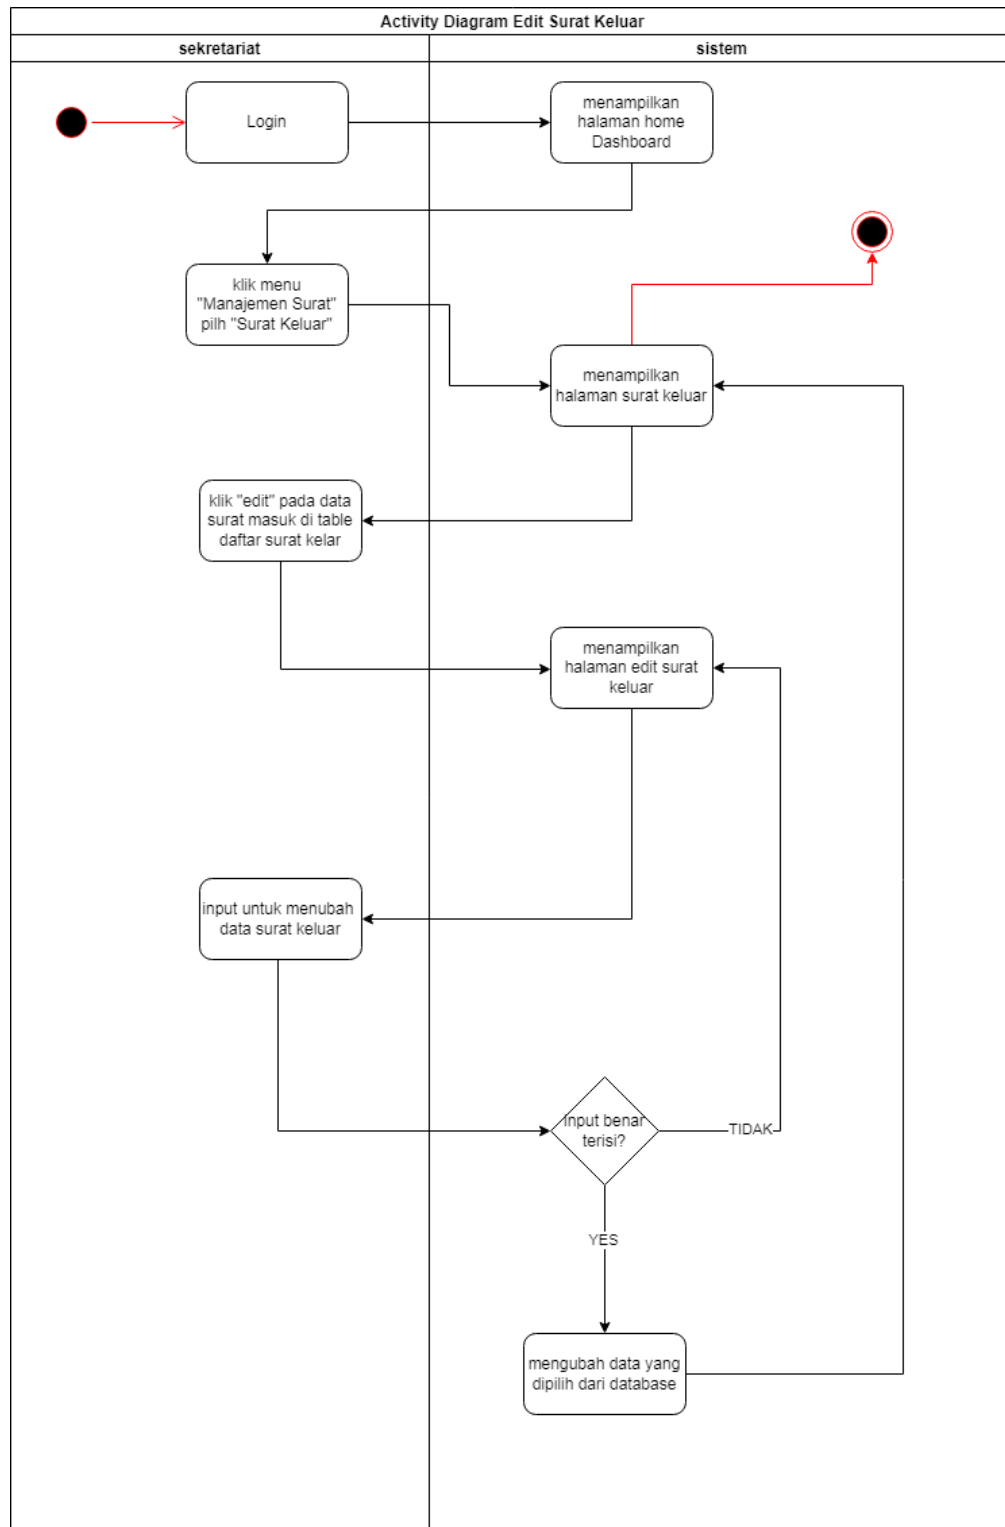 Activity Diagram Edit Surat Keluar
sekretariat
sistem
Login
menampilkan
halaman home
Dashboard
klik menu
"Manajemen Surat"
pilh "Surat Keluar"
menampilkan
halaman surat keluar
klik "edit" pada data
surat masuk di table
daftar surat kelar
menampilkan
halaman edit surat
keluar
input untuk menubah
data surat keluar
input benar
terisi?
TIDAK
YES
mengubah data yang
dipilih dari database